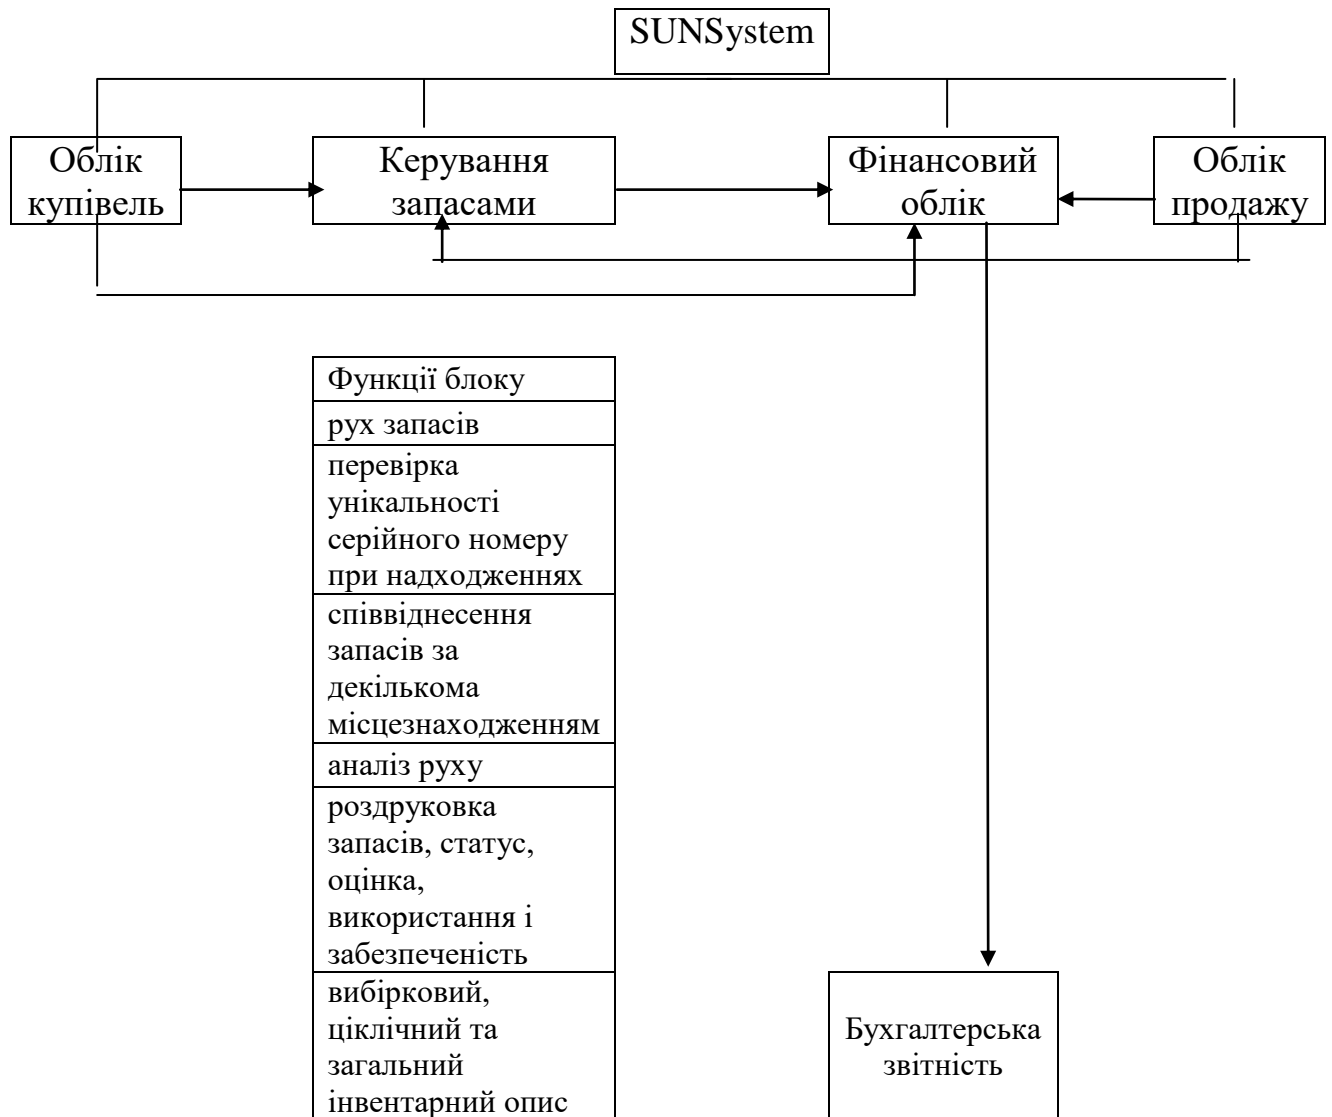 SUNSystem
Облік
купівель
Керування
запасами
Фінансовий
облік
Облік
продажу
Функції блоку
рух запасів
перевірка
унікальності
серійного номеру
при надходженнях
співвіднесення
запасів за
декількома
місцезнаходженням
аналіз руху
роздруковка
запасів, статус,
оцінка,
використання і
забезпеченість
вибірковий,
ціклічний та
загальний
інвентарний опис
Бухгалтерська
звітність